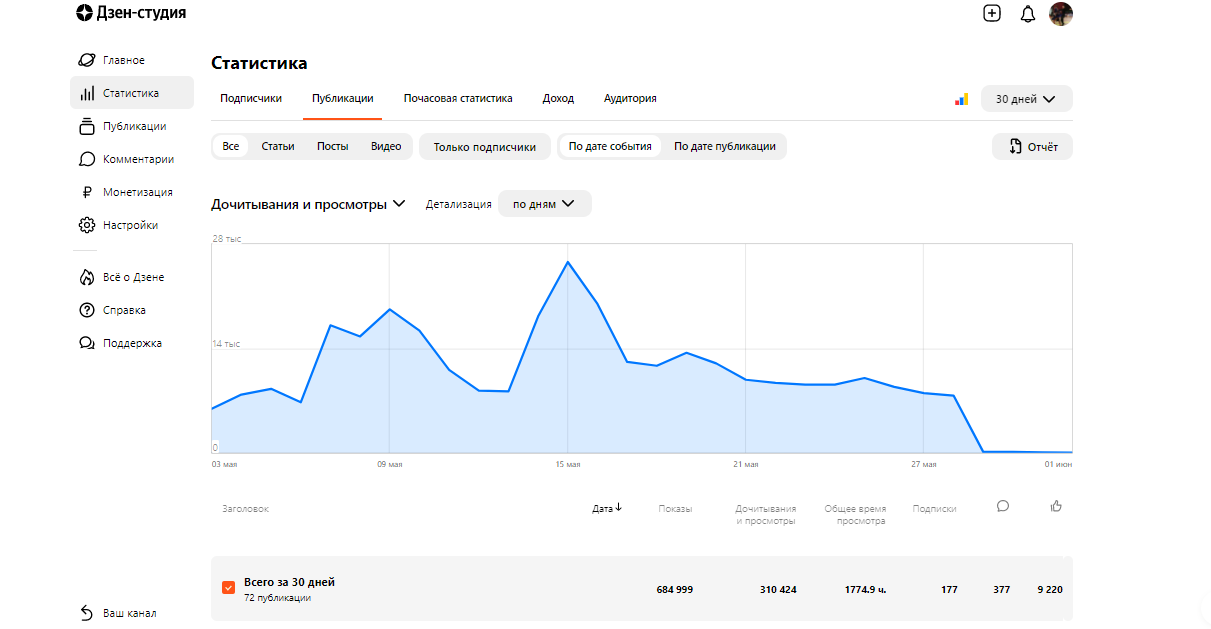 Дзен-студия
Главное
Статистика
Публикации
Комментарии
Монетизация
Настройки
Всё о Дзене
Справка
Поддержка
Ваш канал
Статистика
Подписчики Публикации Почасовая статистика Доход Аудитория 30 дней
Все Статьи Посты Видео Только подписчики По дате события По дате публикации Отчёт
Дочитывания и просмотры Детализация по дням
28 тыс
14 тыс
0
03 мая 09 мая 15 мая 21 мая 27 мая 01 июн
Заголовок Дата Показы Дочитывания Общее время Подписки
и просмотры просмотра
Всего за 30 дней
684 999 310 424 1774.9 ч. 177 377 9 220
72 публикации